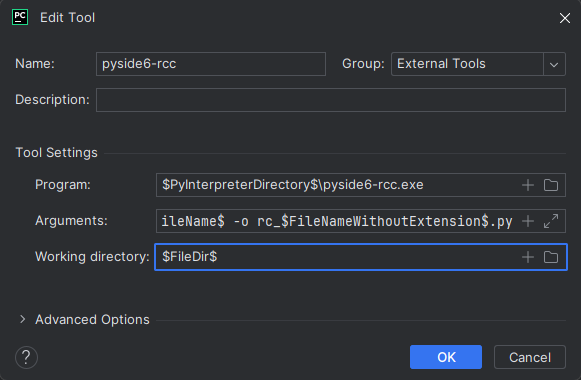 PC Edit Tool
Name: pyside6-rcc Group: External Tools
Description:
Tool Settings
Program: $PyInterpreterDirectory$\pyside6-rcc.exe
Arguments: ileName$ -o rc_$FileNameWithoutExtension$.py
Working directory: $FileDir$
Advanced Options
? OK Cancel